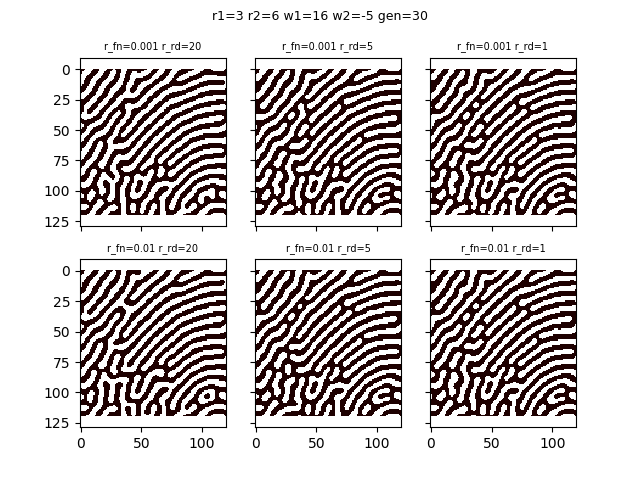 r1=3 r2=6 w1=16 w2=-5 gen=30
r_fn=0.001 r_rd=20
r_fn=0.001 r_rd=5
r_fn=0.001 r_rd=1
0
25
50
75
100
125
r_fn=0.01 r_rd=20
r_fn=0.01 r_rd=5
r_fn=0.01 r_rd=1
0
25
50
75
100
125
0 50 100
0 50 100
0 50 100